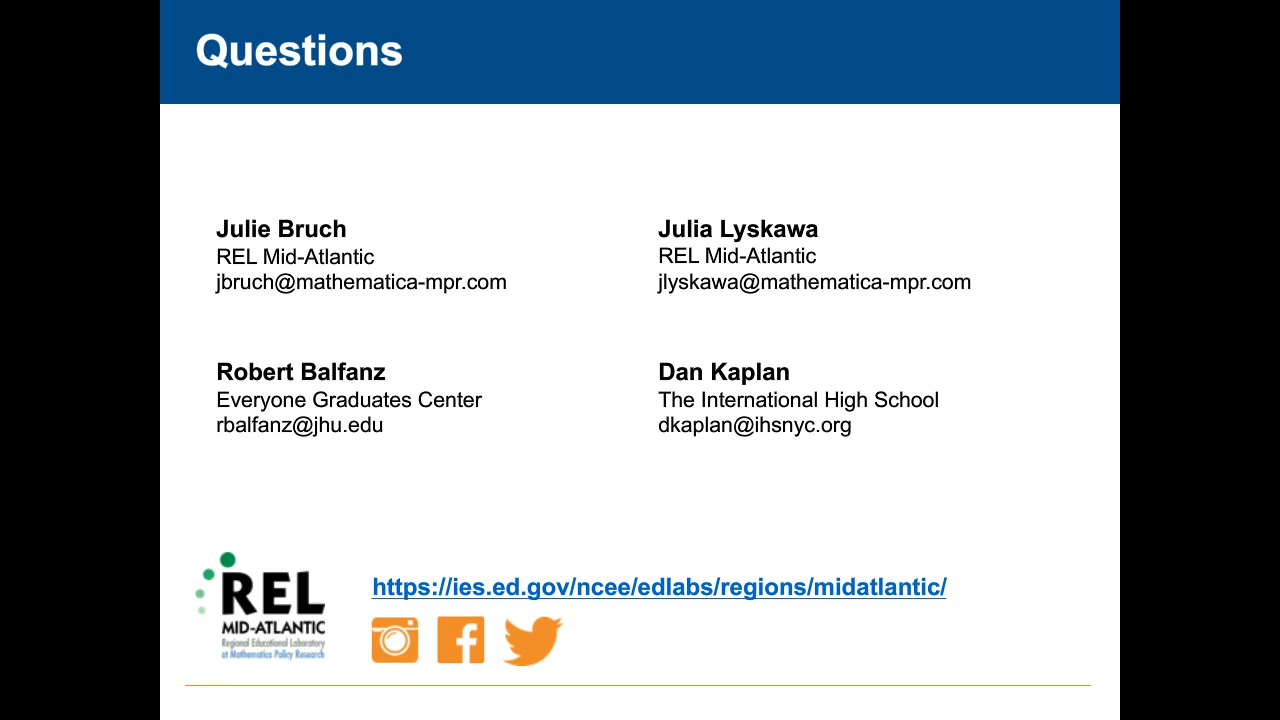 Questions
Julie Bruch
REL Mid-Atlantic
jbruch@mathematica-mpr.com
Julia Lyskawa
REL Mid-Atlantic
jlyskawa@mathematica-mpr.com
Robert Balfanz
Everyone Graduates Center
rbalfanz@jhu.edu
Dan Kaplan
The International High School
dkaplan@ihsnyc.org
REL
MID-ATLANTIC
Regional Educational Laboratory
at Mathematica Policy Research
https://ies.ed.gov/ncee/edlabs/regions/midatlantic/